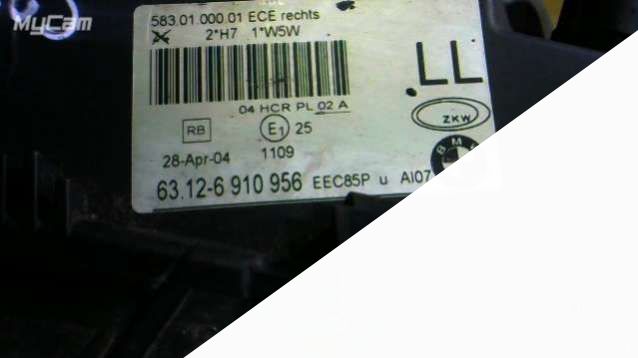 MyCam
583.01.000.01 ECE rechts
2*H7 1*W5W
LL
04 HCR PL 02 A
ZKW
RB
E1 25
28-Apr-04 1109
BMW
63.12-6 910 956 EEC85P u AI07